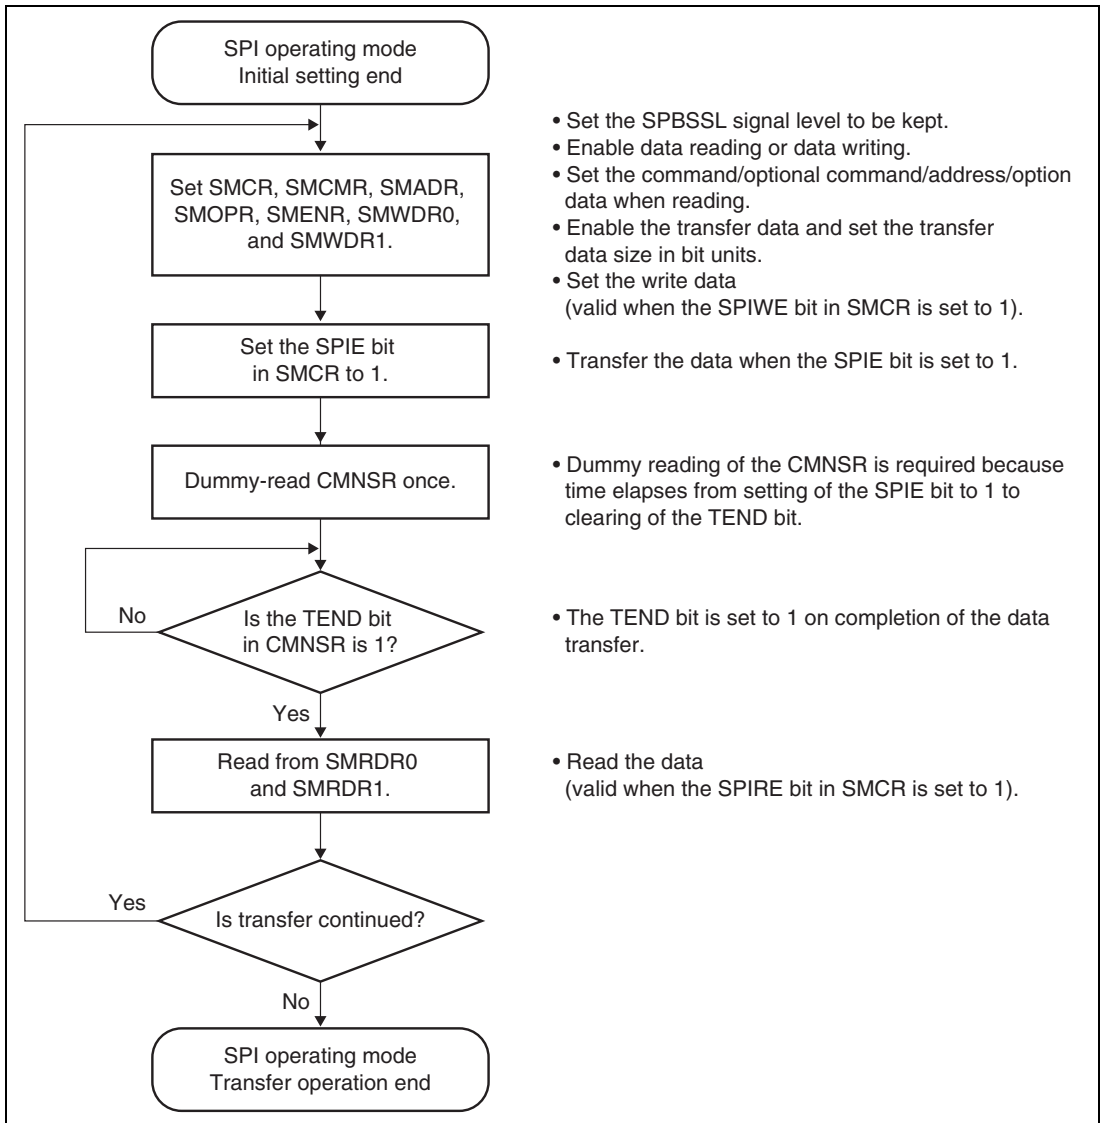 SPI operating mode
Initial setting end
• Set the SPBSSL signal level to be kept.
• Enable data reading or data writing.
• Set the command/optional command/address/option
data when reading.
• Enable the transfer data and set the transfer
data size in bit units.
• Set the write data
(valid when the SPIWE bit in SMCR is set to 1).
Set SMCR, SMCMR, SMADR,
SMOPR, SMENR, SMWDR0,
and SMWDR1.
Set the SPIE bit
in SMCR to 1.
• Transfer the data when the SPIE bit is set to 1.
Dummy-read CMNSR once.
• Dummy reading of the CMNSR is required because
time elapses from setting of the SPIE bit to 1 to
clearing of the TEND bit.
No
Is the TEND bit
in CMNSR is 1?
• The TEND bit is set to 1 on completion of the data
transfer.
Yes
Read from SMRDR0
and SMRDR1.
• Read the data
(valid when the SPIRE bit in SMCR is set to 1).
Yes
Is transfer continued?
No
SPI operating mode
Transfer operation end